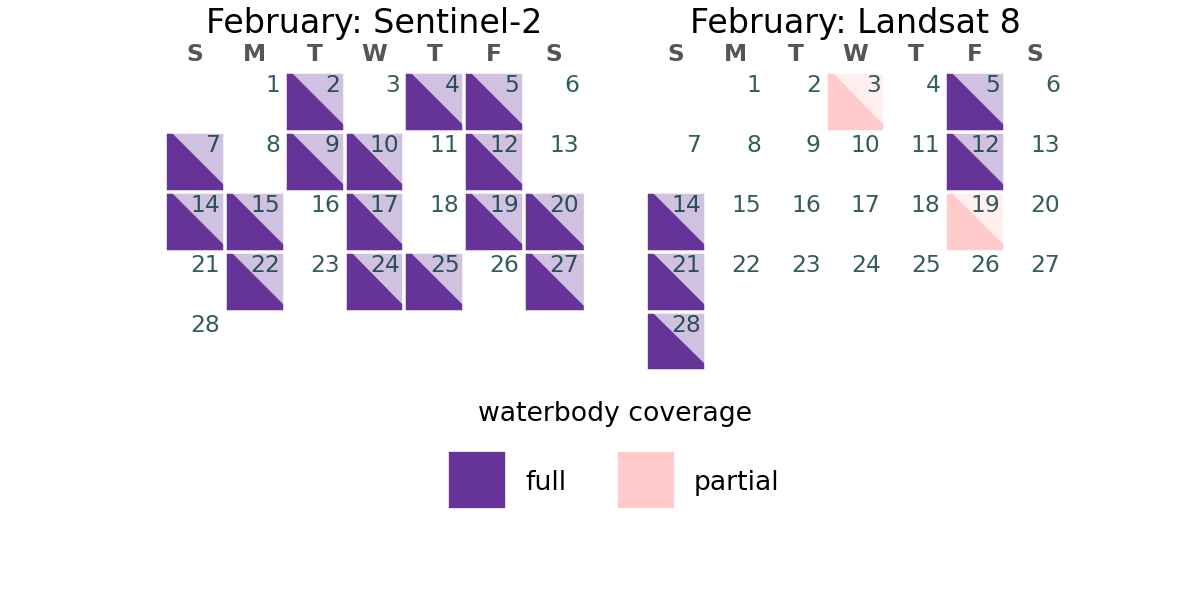 February: Sentinel-2
S M T W T F S
1 2 3 4 5 6
7 8 9 10 11 12 13
14 15 16 17 18 19 20
21 22 23 24 25 26 27
28
February: Landsat 8
S M T W T F S
1 2 3 4 5 6
7 8 9 10 11 12 13
14 15 16 17 18 19 20
21 22 23 24 25 26 27
28
waterbody coverage
full partial